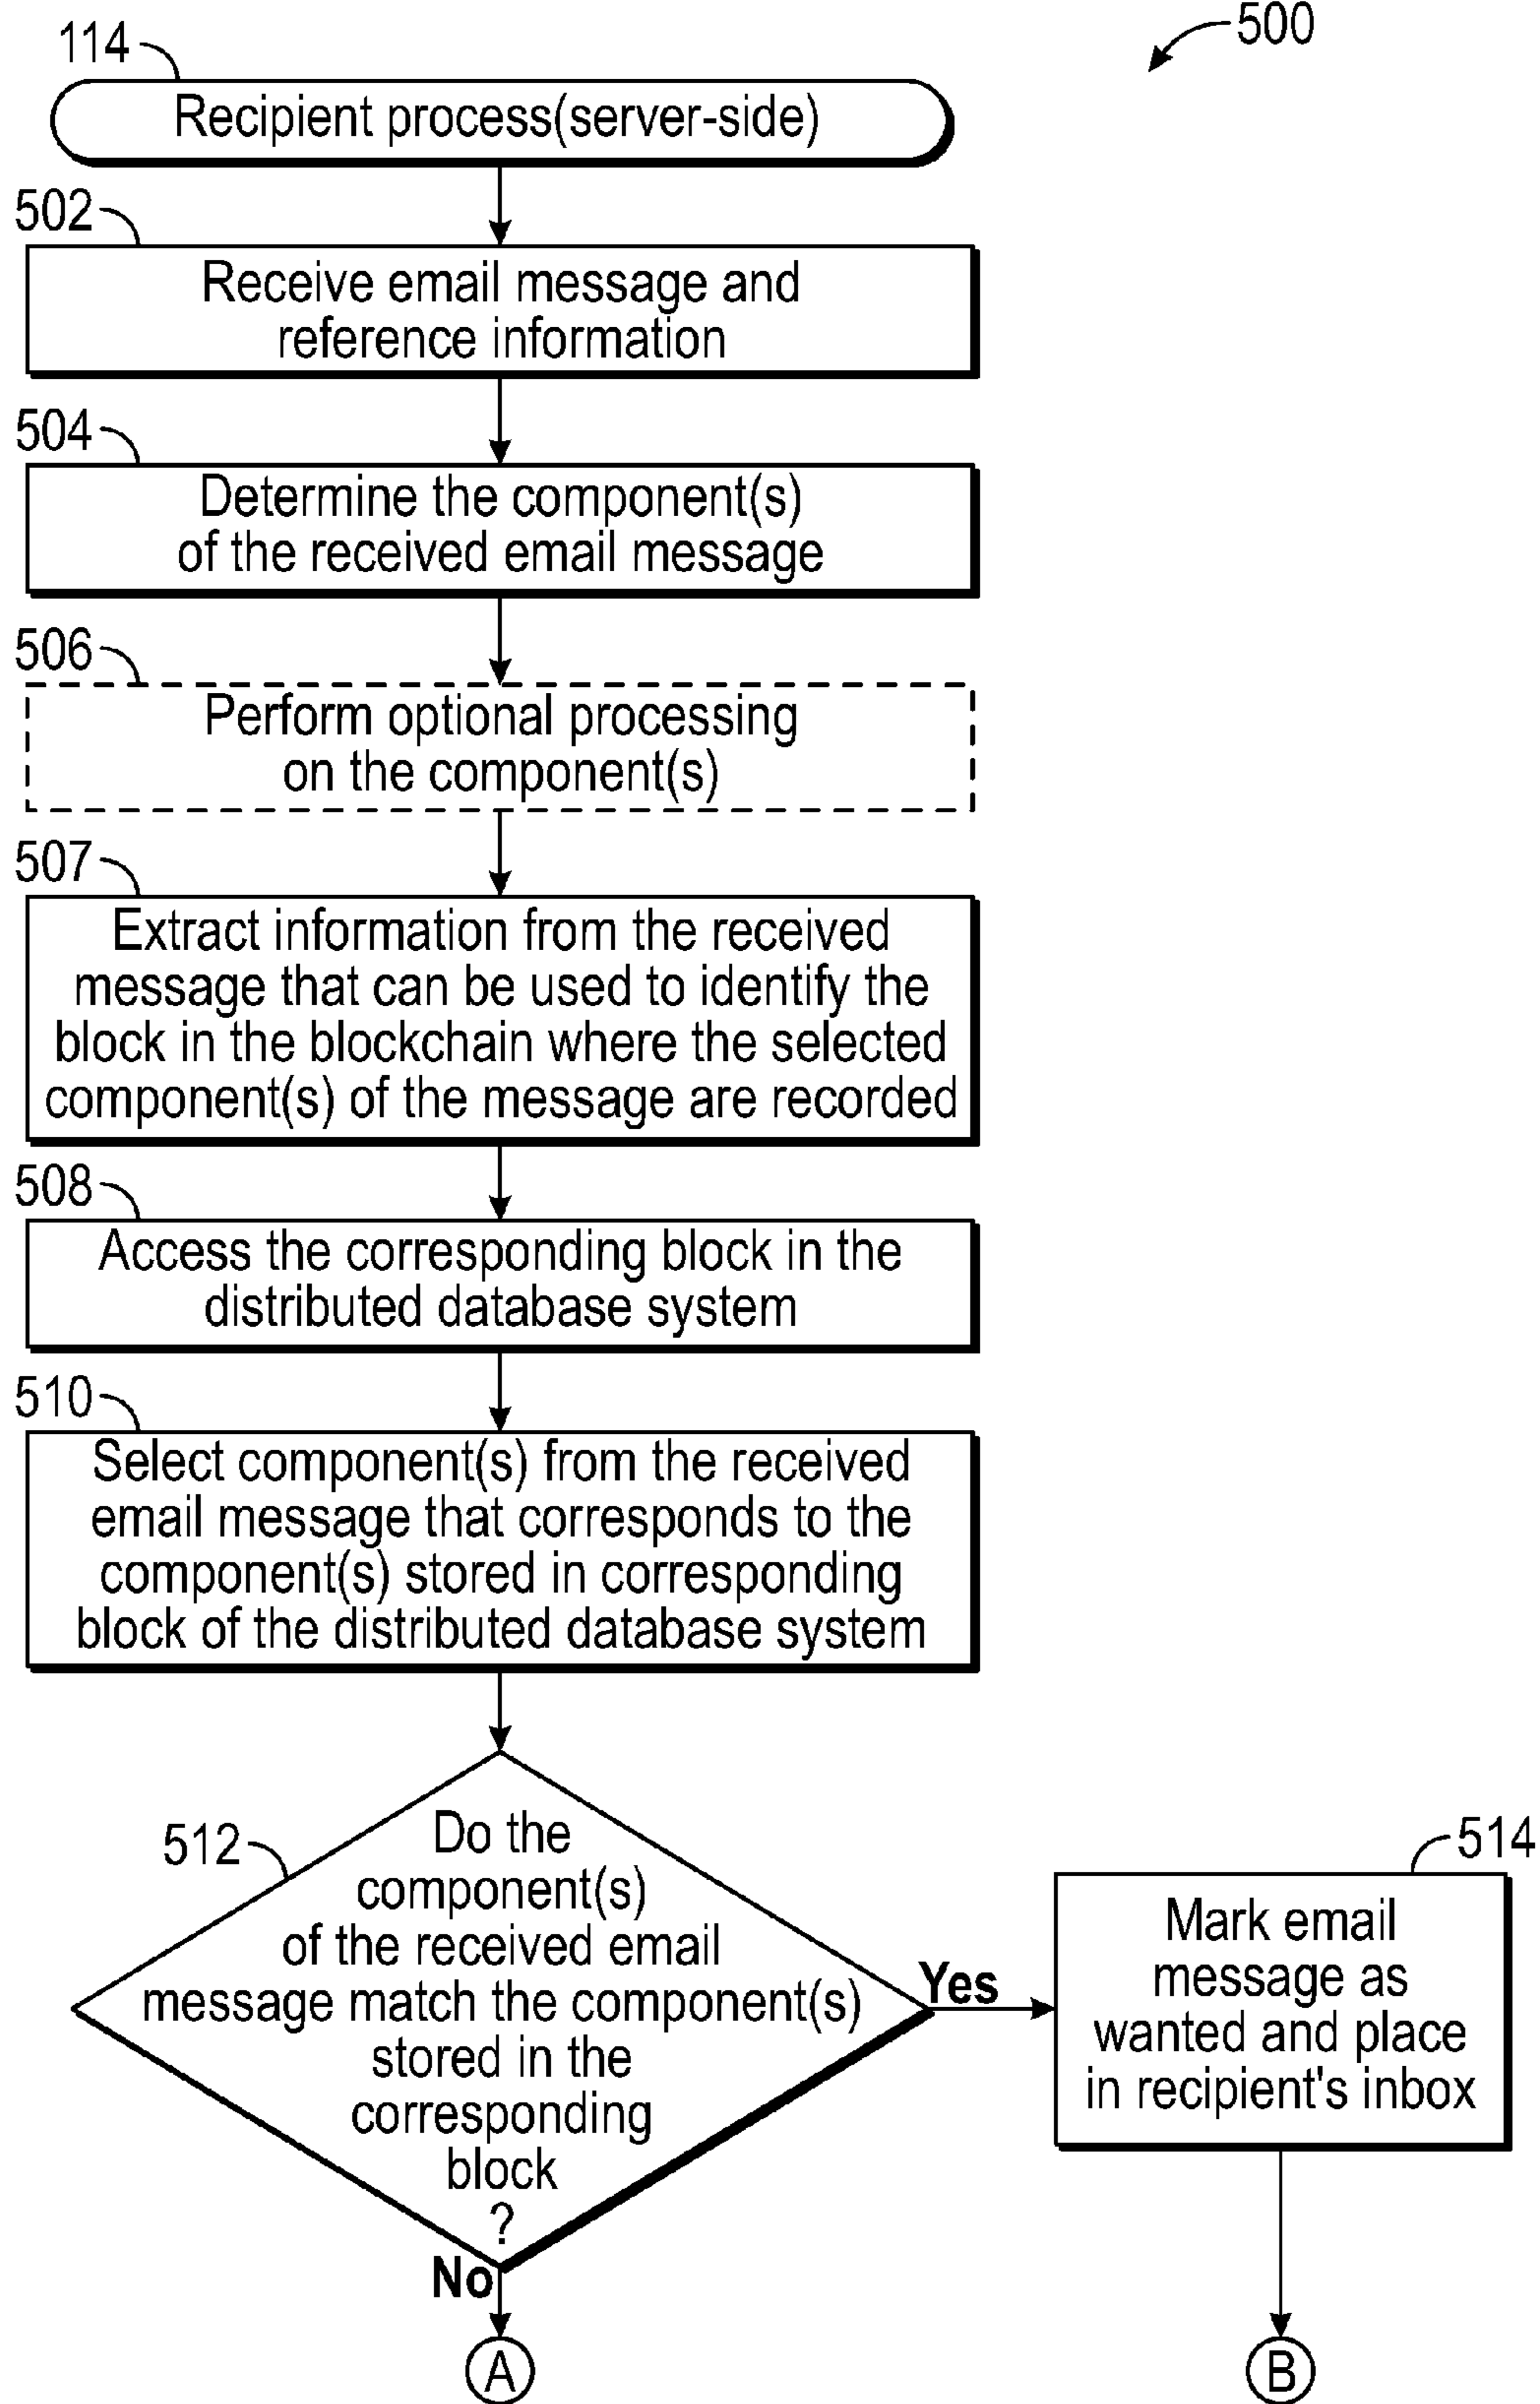 500
114
Recipient process(server-side)
502
Receive email message and
reference information
504
Determine the component(s)
of the received email message
506
Perform optional processing
on the component(s)
507
Extract information from the received
message that can be used to identify the
block in the blockchain where the selected
component(s) of the message are recorded
508
Access the corresponding block in the
distributed database system
510
Select component(s) from the received
email message that corresponds to the
component(s) stored in corresponding
block of the distributed database system
512
Do the
component(s)
of the received email
message match the component(s)
stored in the
corresponding
block
?
Yes
No
514
Mark email
message as
wanted and place
in recipient's inbox
A
B